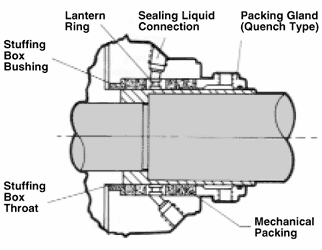 Lantern
Ring
Sealing Liquid
Connection
Packing Gland
(Quench Type)
Stuffing
Box
Bushing
Stuffing
Box
Throat
Mechanical
Packing